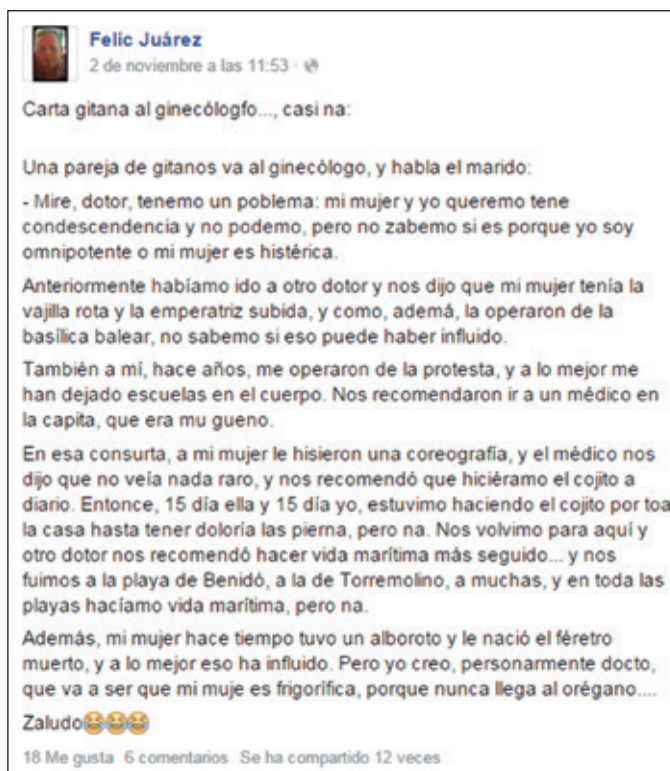 Felic Juárez
2 de noviembre a las 11:53 ·
Carta gitana al ginecólogfo..., casi na:
Una pareja de gitanos va al ginecólogo, y habla el marido:
- Mire, dotor, tenemo un poblema: mi mujer y yo queremo tene
condescendencia y no podemo, pero no zabemo si es porque yo soy
omnipotente o mi mujer es histérica.
Anteriormente habíamo ido a otro dotor y nos dijo que mi mujer tenía la
vajilla rota y la emperatriz subida, y como, ademá, la operaron de la
basílica balear, no sabemo si eso puede haber influido.
También a mí, hace años, me operaron de la protesta, y a lo mejor me
han dejado escuelas en el cuerpo. Nos recomendaron ir a un médico en
la capita, que era mu gueno.
En esa consurta, a mi mujer le hisieron una coreografía, y el médico nos
dijo que no veía nada raro, y nos recomendó que hiciéramo el cojito a
diario. Entonce, 15 día ella y 15 día yo, estuvimo haciendo el cojito por toa
la casa hasta tener doloría las pierna, pero na. Nos volvimo para aquí y
otro dotor nos recomendó hacer vida marítima más seguido... y nos
fuimos a la playa de Benidó, a la de Torremolino, a muchas, y en toda las
playas hacíamo vida marítima, pero na.
Además, mi mujer hace tiempo tuvo un alboroto y le nació el féretro
muerto, y a lo mejor eso ha influido. Pero yo creo, personarmente docto,
que va a ser que mi muje es frigorífica, porque nunca llega al orégano....
Zaludo😂😂😂
18 Me gusta 6 comentarios Se ha compartido 12 veces